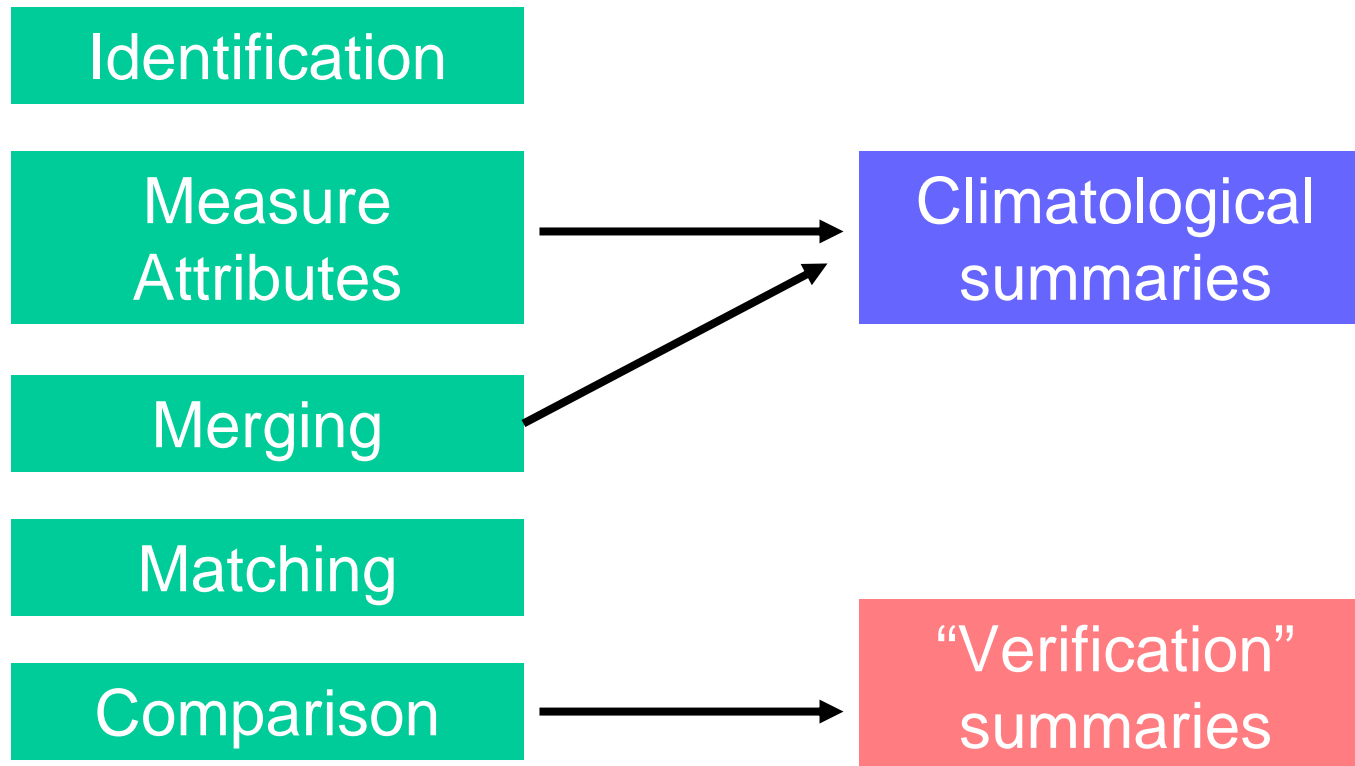 Identification
Measure
Attributes
Merging
Matching
Comparison
Climatological
summaries
“Verification”
summaries